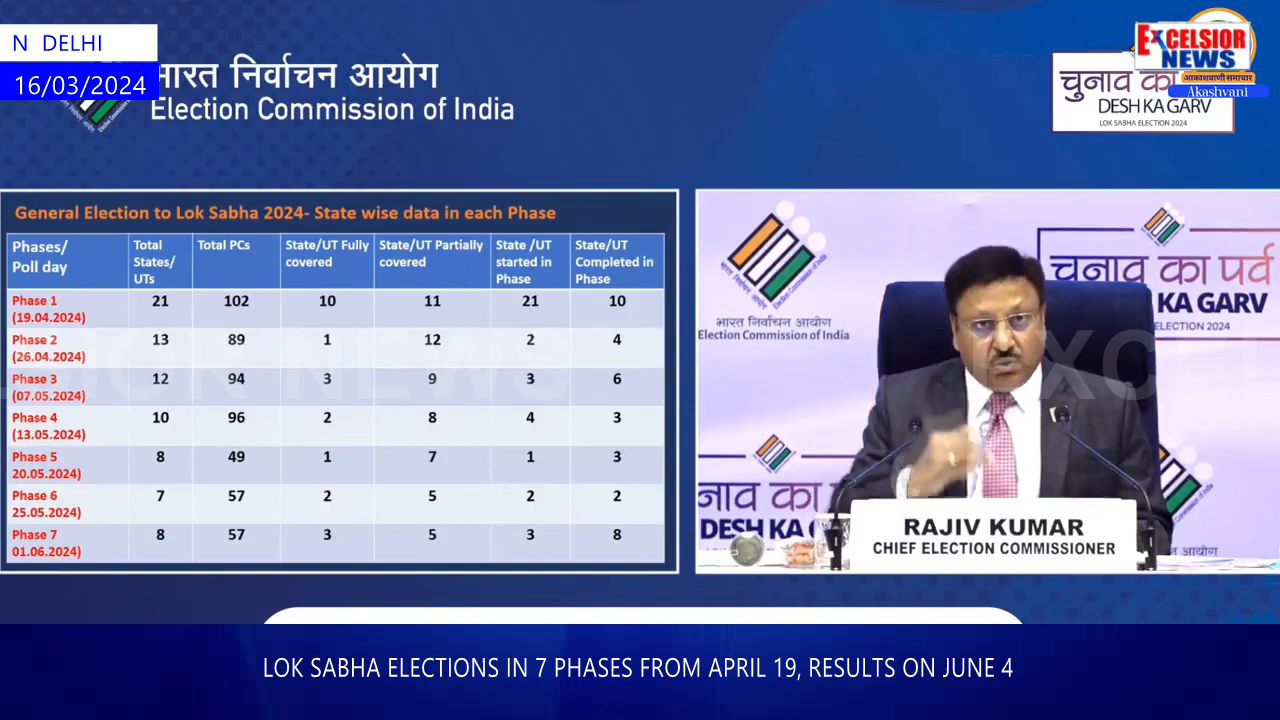 N DELHI
16/03/2024
भारत निर्वाचन आयोग
Election Commission of India
EXCELSIOR
NEWS
आकाशवाणी समाचार
Akashvani
चुनाव का
DESH KA GARV
LOK SABHA ELECTION 2024
General Election to Lok Sabha 2024- State wise data in each Phase
Phases/ Poll day | Total States/ UTs | Total PCs | State/UT Fully covered | State/UT Partially covered | State /UT started in Phase | State/UT Completed in Phase
Phase 1 (19.04.2024) | 21 | 102 | 10 | 11 | 21 | 10
Phase 2 (26.04.2024) | 13 | 89 | 1 | 12 | 2 | 4
Phase 3 (07.05.2024) | 12 | 94 | 3 | 9 | 3 | 6
Phase 4 (13.05.2024) | 10 | 96 | 2 | 8 | 4 | 3
Phase 5 20.05.2024) | 8 | 49 | 1 | 7 | 1 | 3
Phase 6 25.05.2024) | 7 | 57 | 2 | 5 | 2 | 2
Phase 7 01.06.2024) | 8 | 57 | 3 | 5 | 3 | 8
भारत निर्वाचन आयोग
Election Commission of India
चुनाव का पर्व
KA GARV
ELECTION 2024
चुनाव का प
DESH KA G
RAJIV KUMAR
CHIEF ELECTION COMMISSIONER
आयोग
LOK SABHA ELECTIONS IN 7 PHASES FROM APRIL 19, RESULTS ON JUNE 4